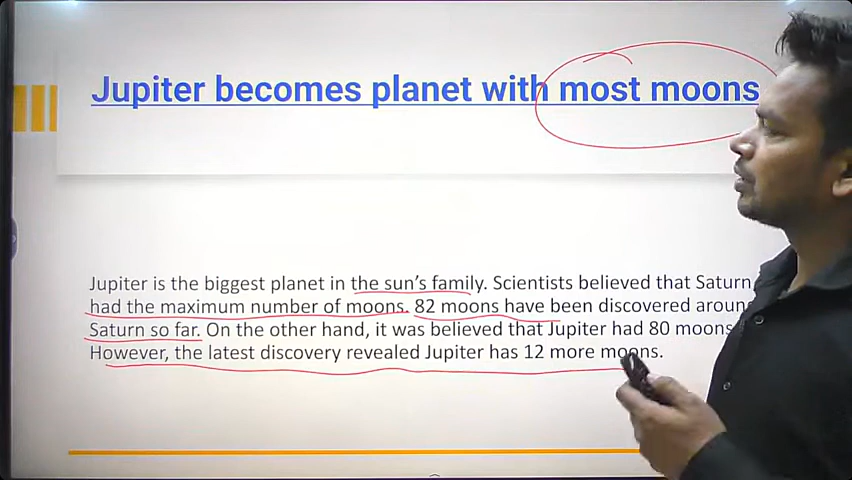 Jupiter becomes planet with most moons
Jupiter is the biggest planet in the sun's family. Scientists believed that Saturn
had the maximum number of moons. 82 moons have been discovered
Saturn so far. On the other hand, it was believed that Jupiter had 80 moons
However, the latest discovery revealed Jupiter has 12 more moons.